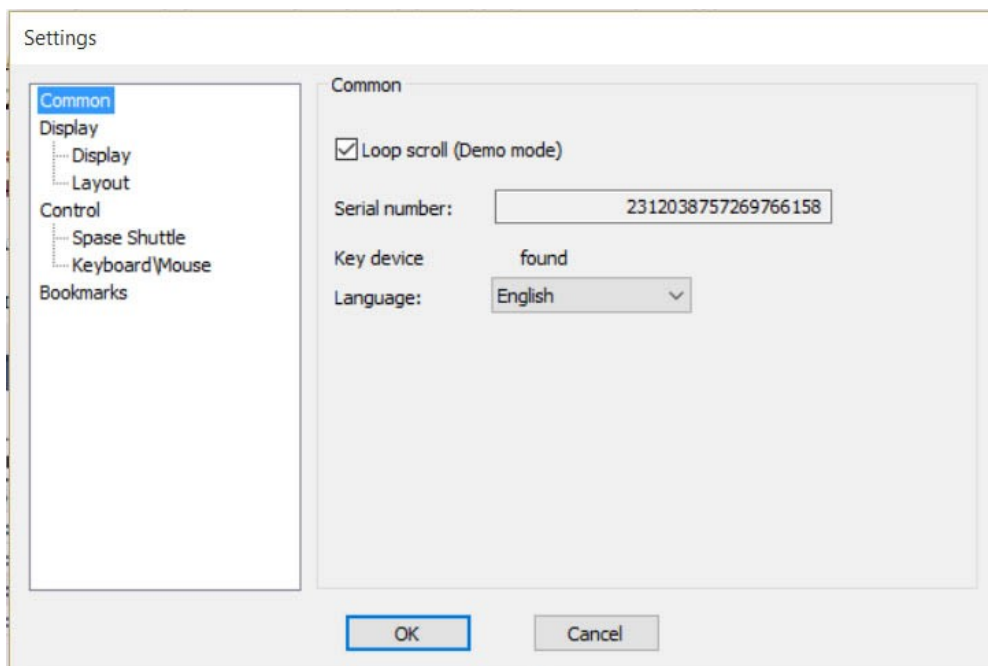 Settings
Common
Display
Display
Layout
Control
Spase Shuttle
Keyboard\Mouse
Bookmarks
Common
Loop scroll (Demo mode)
Serial number: 2312038757269766158
Key device found
Language: English
OK Cancel